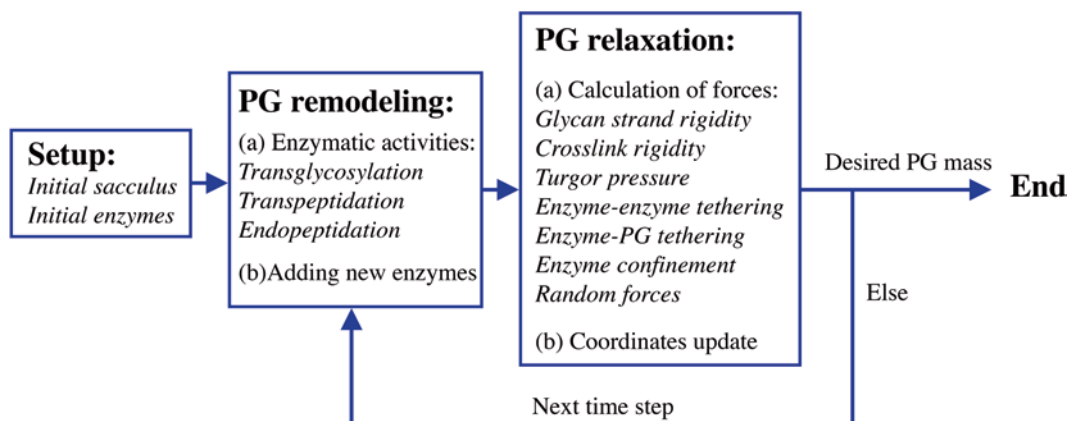 Setup:
Initial sacculus
Initial enzymes
PG remodeling:
(a) Enzymatic activities:
Transglycosylation
Transpeptidation
Endopeptidation
(b)Adding new enzymes
PG relaxation:
(a) Calculation of forces:
Glycan strand rigidity
Crosslink rigidity
Turgor pressure
Enzyme-enzyme tethering
Enzyme-PG tethering
Enzyme confinement
Random forces
(b) Coordinates update
Desired PG mass
End
Else
Next time step